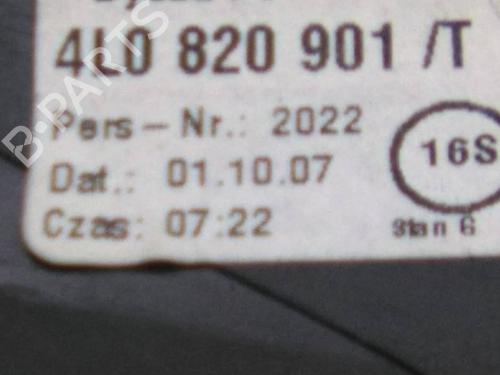 4L0 820 901 /T
Pers-Nr.: 2022
16S
Dat.: 01.10.07
Czas: 07:22
Stan 6
B-PARTS